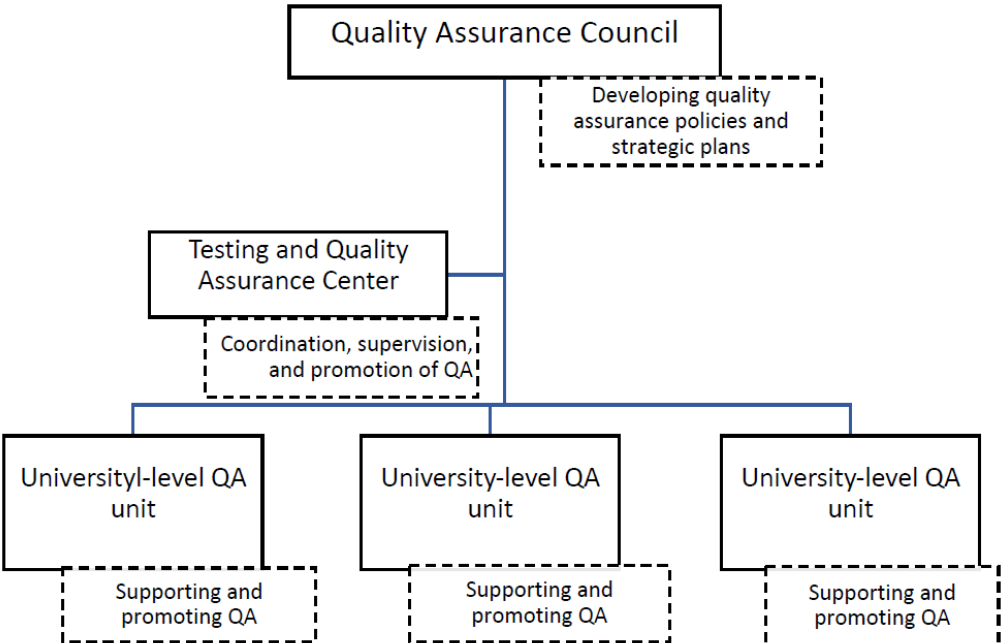 Quality Assurance Council
Developing quality
assurance policies and
strategic plans
Testing and Quality
Assurance Center
Coordination, supervision,
and promotion of QA
Universityl-level QA
unit
University-level QA
unit
University-level QA
unit
Supporting and
promoting QA
Supporting and
promoting QA
Supporting and
promoting QA